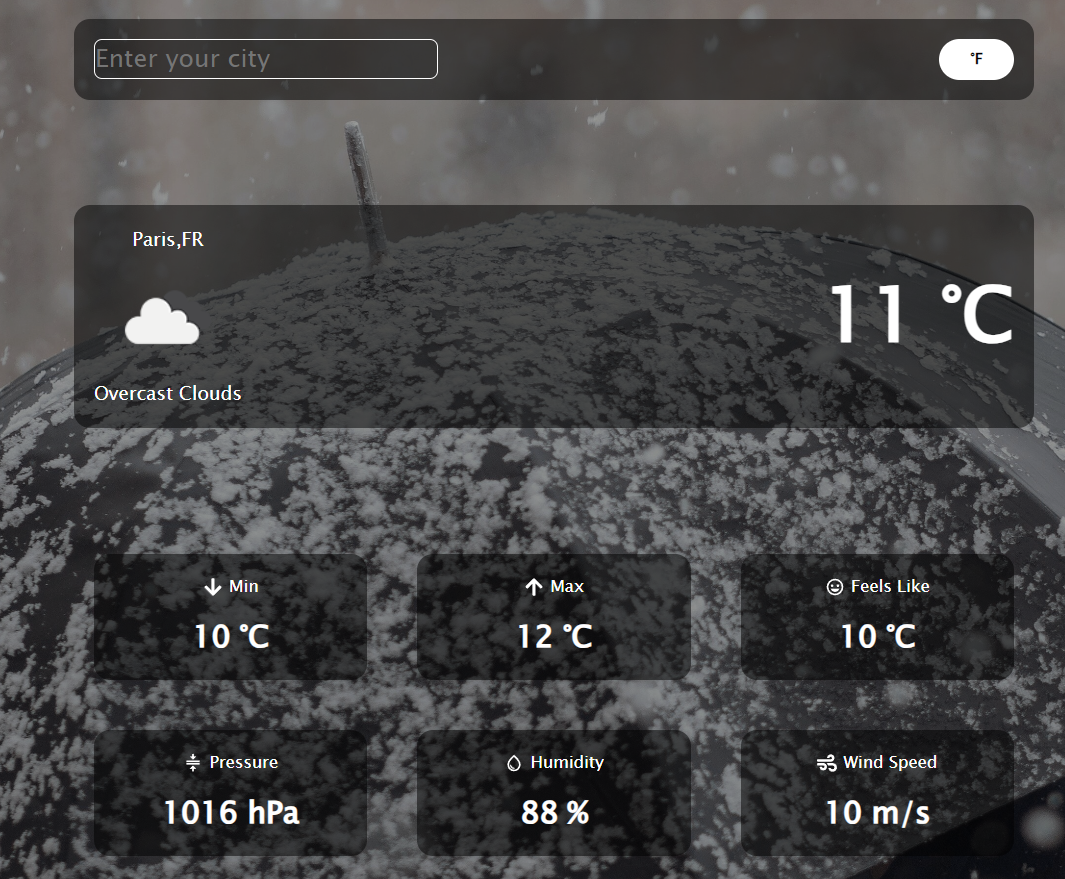 Enter your city
°F
Paris,FR
11 °C
Overcast Clouds
Min
10 °C
Max
12 °C
Feels Like
10 °C
Pressure
1016 hPa
Humidity
88 %
Wind Speed
10 m/s